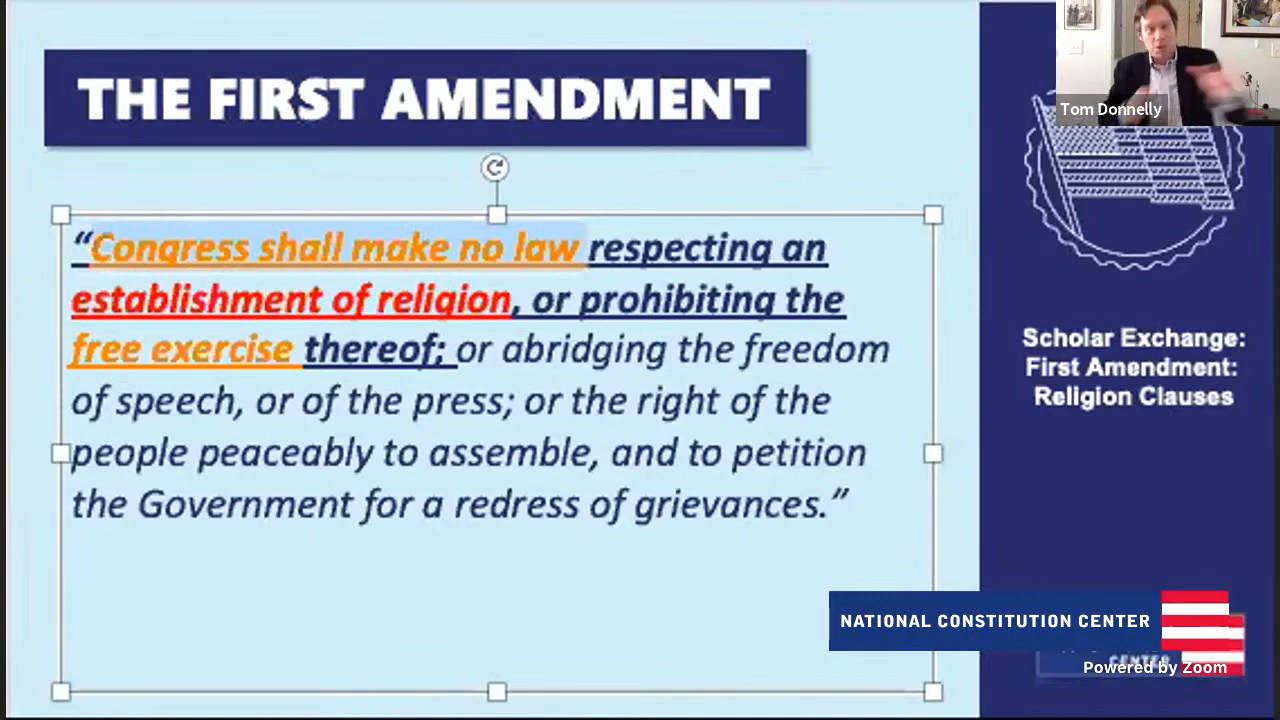 THE FIRST AMENDMENT
Tom Donnelly
“Congress shall make no law respecting an
establishment of religion, or prohibiting the
free exercise thereof; or abridging the freedom
of speech, or of the press; or the right of the
people peaceably to assemble, and to petition
the Government for a redress of grievances.”
Scholar Exchange:
First Amendment:
Religion Clauses
NATIONAL CONSTITUTION CENTER
CENTER
Powered by Zoom